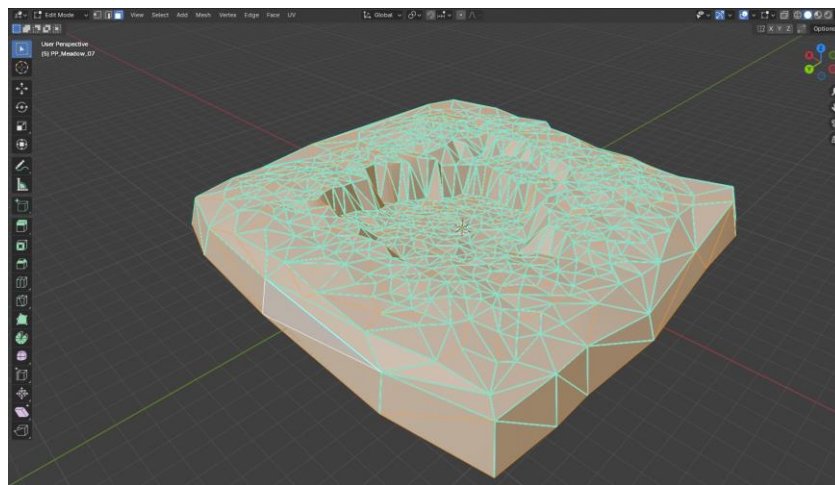 Edit Mode View Select Add Mesh Vertex Edge Face UV Global
X Y Z Options
User Perspective
(5) PP_Meadow_07
Z
Y